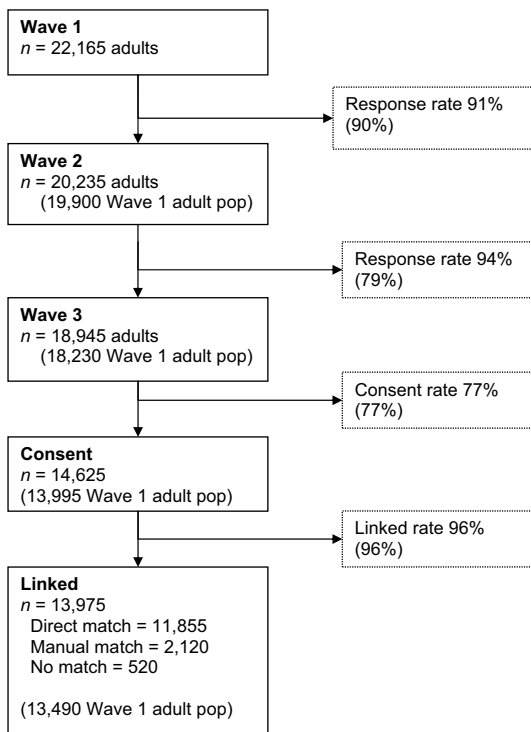 Wave 1
n = 22,165 adults
Response rate 91%
(90%)
Wave 2
n = 20,235 adults
(19,900 Wave 1 adult pop)
Response rate 94%
(79%)
Wave 3
n = 18,945 adults
(18,230 Wave 1 adult pop)
Consent rate 77%
(77%)
Consent
n = 14,625
(13,995 Wave 1 adult pop)
Linked rate 96%
(96%)
Linked
n = 13,975
Direct match = 11,855
Manual match = 2,120
No match = 520
(13,490 Wave 1 adult pop)